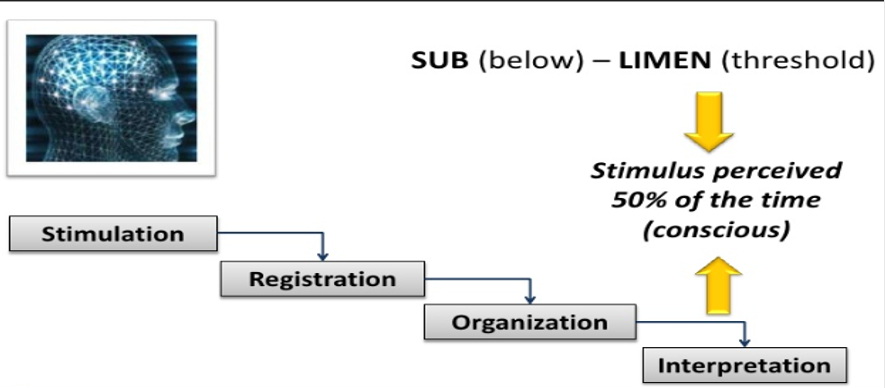 SUB (below) – LIMEN (threshold)
Stimulus perceived
50% of the time
(conscious)
Stimulation
Registration
Organization
Interpretation